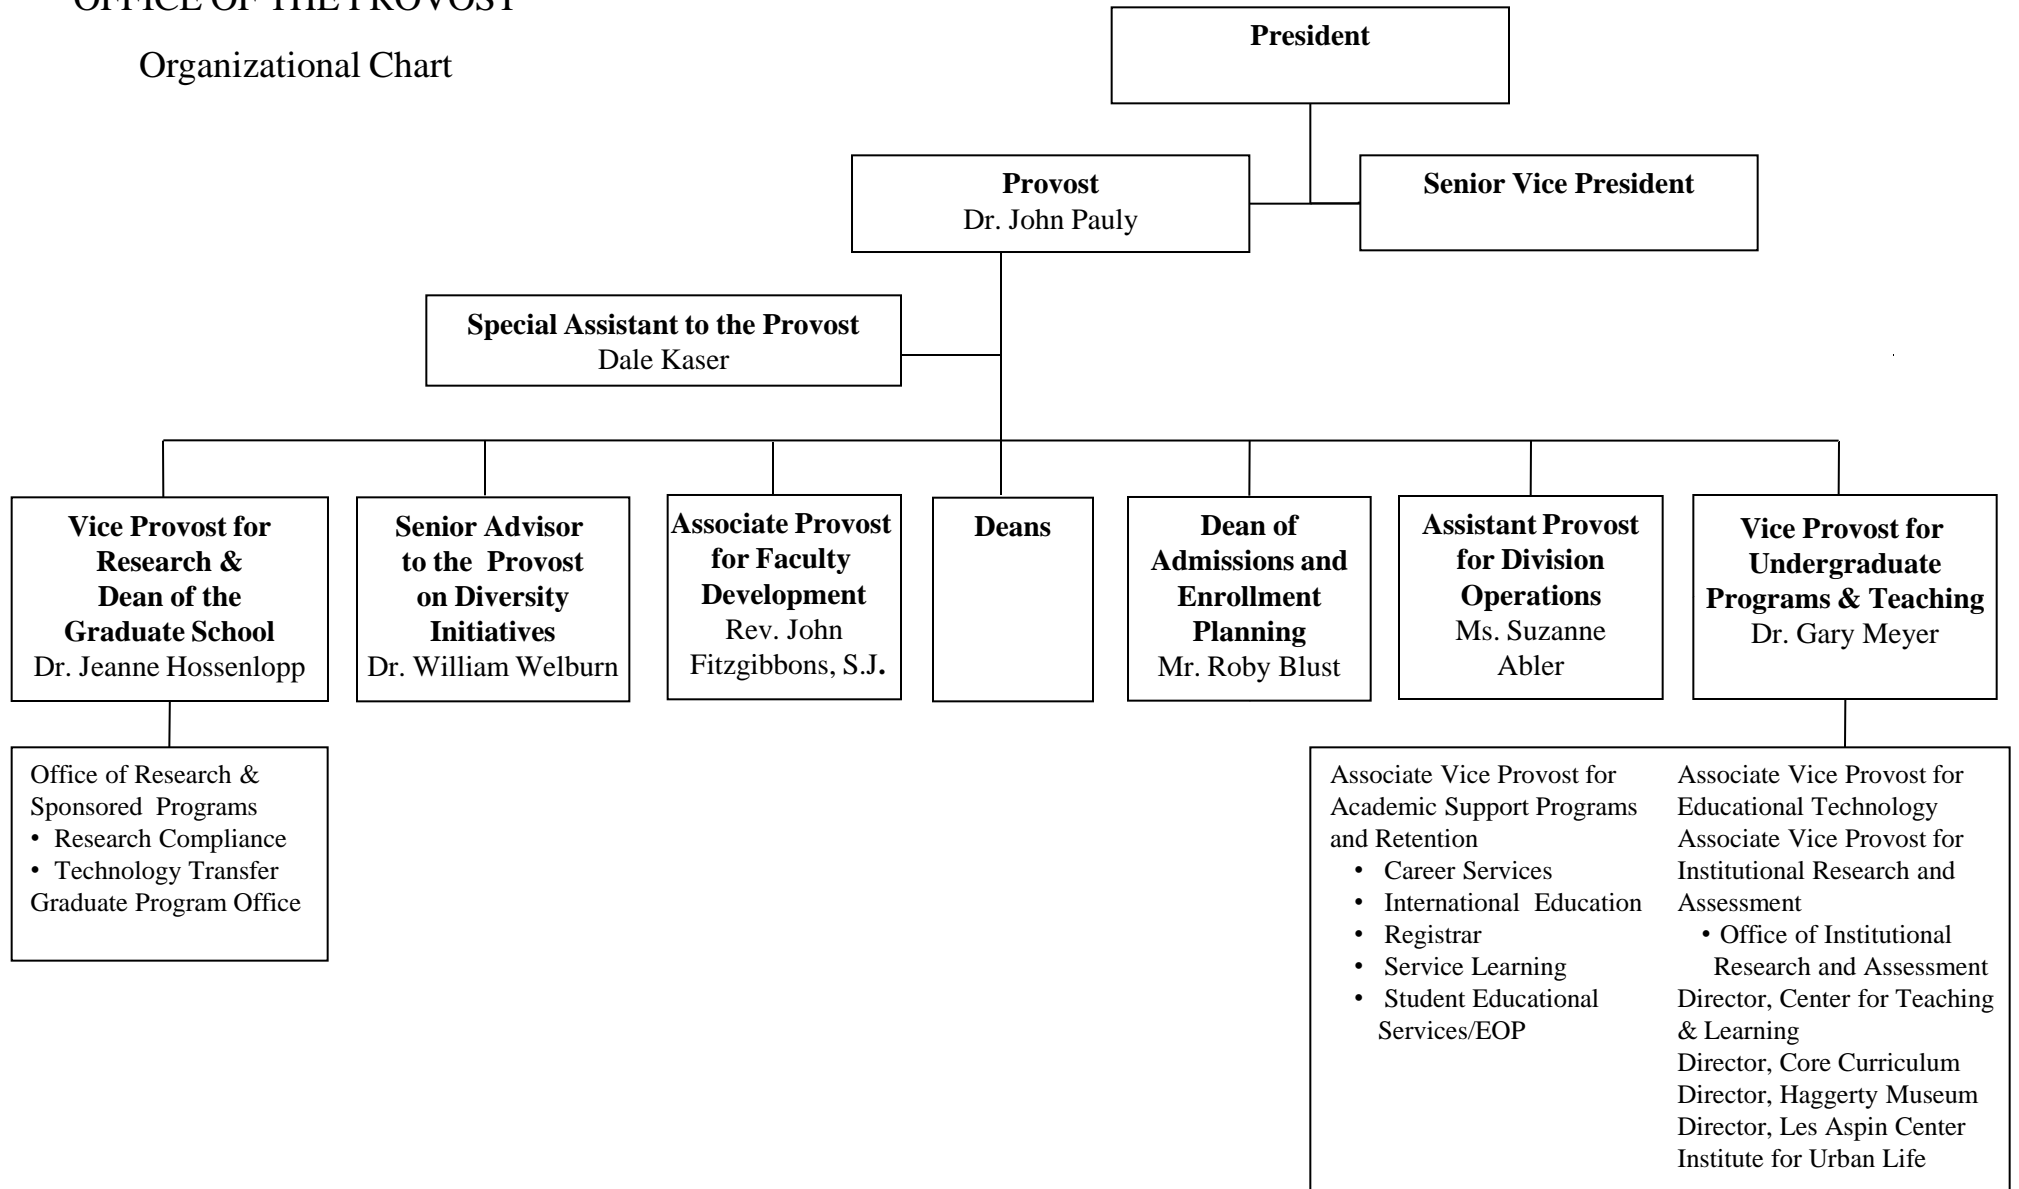 OFFICE OF THE PROVOST
Organizational Chart
President
Provost
Dr. John Pauly
Senior Vice President
Special Assistant to the Provost
Dale Kaser
Vice Provost for
Research &
Dean of the
Graduate School
Dr. Jeanne Hossenlopp
Senior Advisor
to the Provost
on Diversity
Initiatives
Dr. William Welburn
Associate Provost
for Faculty
Development
Rev. John
Fitzgibbons, S.J.
Deans
Dean of
Admissions and
Enrollment
Planning
Mr. Roby Blust
Assistant Provost
for Division
Operations
Ms. Suzanne
Abler
Vice Provost for
Undergraduate
Programs & Teaching
Dr. Gary Meyer
Office of Research &
Sponsored Programs
• Research Compliance
• Technology Transfer
Graduate Program Office
Associate Vice Provost for
Academic Support Programs
and Retention
• Career Services
• International Education
• Registrar
• Service Learning
• Student Educational
Services/EOP
Associate Vice Provost for
Educational Technology
Associate Vice Provost for
Institutional Research and
Assessment
• Office of Institutional
Research and Assessment
Director, Center for Teaching
& Learning
Director, Core Curriculum
Director, Haggerty Museum
Director, Les Aspin Center
Institute for Urban Life